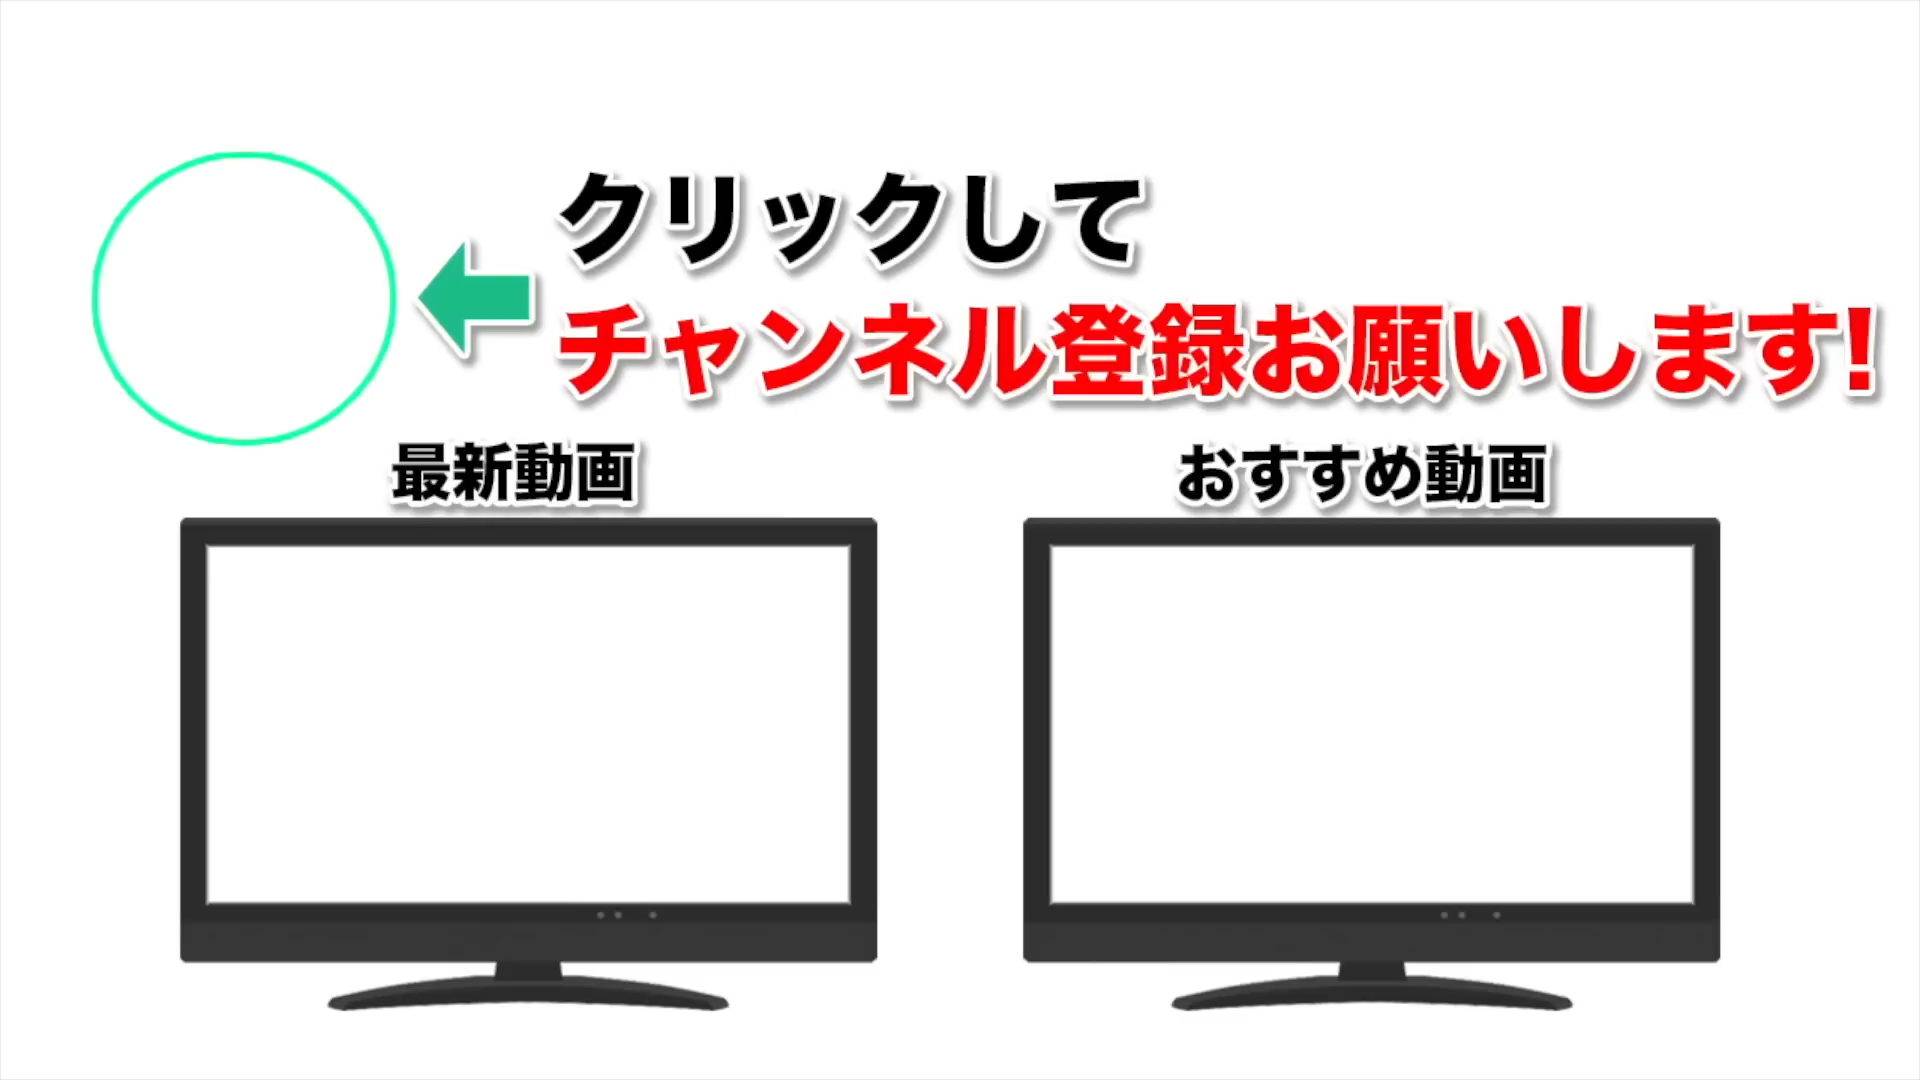 クリックして
チャンネル登録お願いします!
最新動画
おすすめ動画